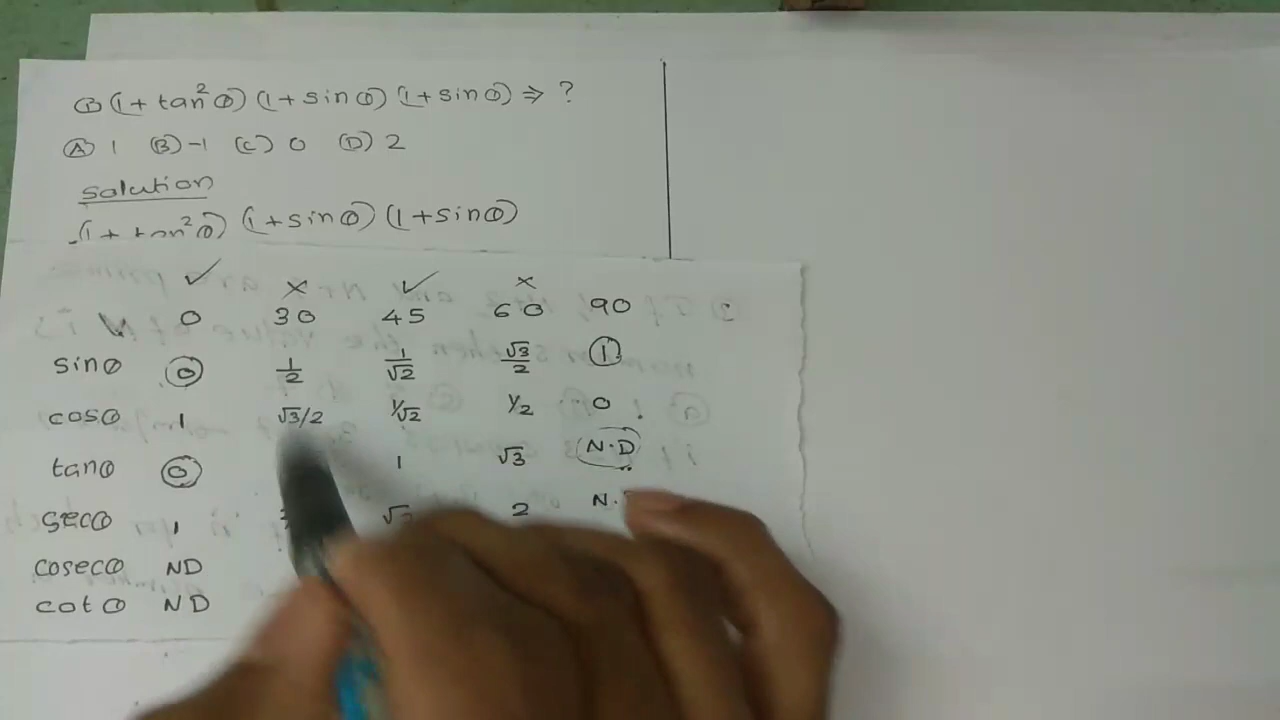 ① (1 + tan²θ) (1 + sinθ) (1 + sinθ) ⇒ ?
Ⓐ 1 Ⓑ -1 Ⓒ 0 Ⓓ 2
Solution
(1 + tan²θ) (1 + sinθ) (1 + sinθ)
✓ × ✓ ×
0 30 45 60 90
sinθ 0 1/2 1/√2 √3/2 1
cosθ 1 √3/2 1/√2 1/2 0
tanθ 0 1 √3 N.D
secθ 1 2 N.
cosecθ ND
cotθ ND